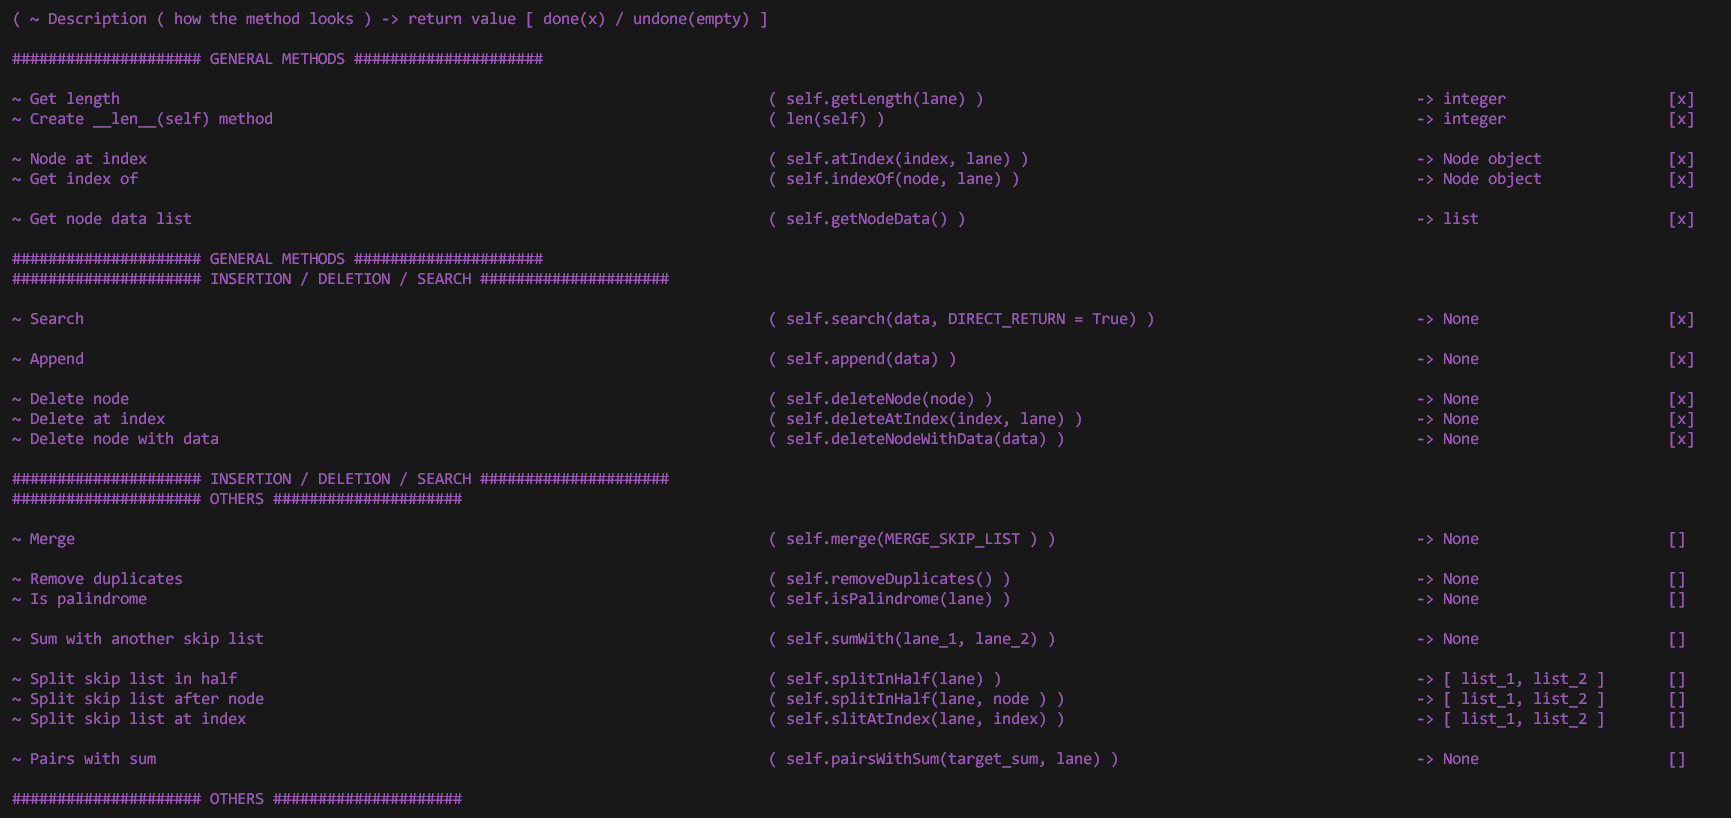 ( ~ Description ( how the method looks ) -> return value [ done(x) / undone(empty) ]
##################### GENERAL METHODS #####################
~ Get length ( self.getLength(lane) ) -> integer [x]
~ Create __len__(self) method ( len(self) ) -> integer [x]
~ Node at index ( self.atIndex(index, lane) ) -> Node object [x]
~ Get index of ( self.indexOf(node, lane) ) -> Node object [x]
~ Get node data list ( self.getNodeData() ) -> list [x]
##################### GENERAL METHODS #####################
##################### INSERTION / DELETION / SEARCH #####################
~ Search ( self.search(data, DIRECT_RETURN = True) ) -> None [x]
~ Append ( self.append(data) ) -> None [x]
~ Delete node ( self.deleteNode(node) ) -> None [x]
~ Delete at index ( self.deleteAtIndex(index, lane) ) -> None [x]
~ Delete node with data ( self.deleteNodeWithData(data) ) -> None [x]
##################### INSERTION / DELETION / SEARCH #####################
##################### OTHERS #####################
~ Merge ( self.merge(MERGE_SKIP_LIST ) ) -> None []
~ Remove duplicates ( self.removeDuplicates() ) -> None []
~ Is palindrome ( self.isPalindrome(lane) ) -> None []
~ Sum with another skip list ( self.sumWith(lane_1, lane_2) ) -> None []
~ Split skip list in half ( self.splitInHalf(lane) ) -> [ list_1, list_2 ] []
~ Split skip list after node ( self.splitInHalf(lane, node ) ) -> [ list_1, list_2 ] []
~ Split skip list at index ( self.slitAtIndex(lane, index) ) -> [ list_1, list_2 ] []
~ Pairs with sum ( self.pairsWithSum(target_sum, lane) ) -> None []
##################### OTHERS #####################